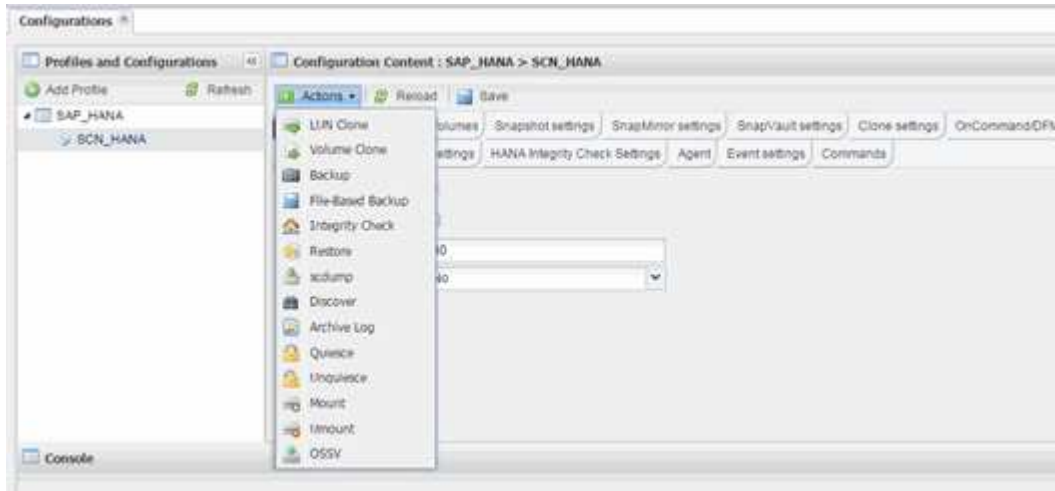 Configurations
Profiles and Configurations
Configuration Content : SAP_HANA > SCN_HANA
Add Profile Refresh
Actions Reload Save
SAP_HANA
SCN_HANA
LUN Clone
Volume Clone
Backup
File-Based Backup
Integrity Check
Restore
scdump
Discover
Archive Log
Quiesce
Unquiesce
Mount
Umount
OSSV
olumes Snapshot settings SnapMirror settings SnapVault settings Clone settings OnCommand/DFM
ettings HANA Integrity Check Settings Agent Event settings Commands
Console